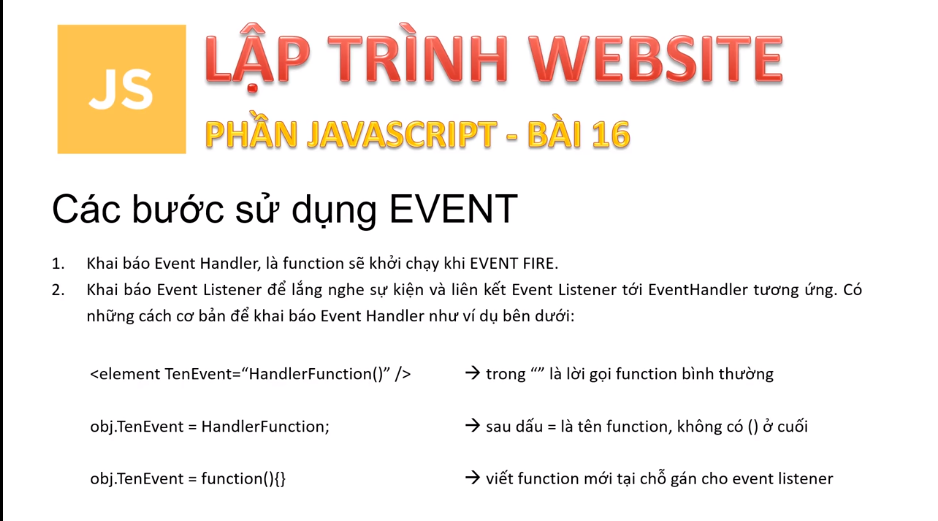 JS
LẬP TRÌNH WEBSITE
PHẦN JAVASCRIPT - BÀI 16
Các bước sử dụng EVENT
1. Khai báo Event Handler, là function sẽ khởi chạy khi EVENT FIRE.
2. Khai báo Event Listener để lắng nghe sự kiện và liên kết Event Listener tới EventHandler tương ứng. Có
những cách cơ bản để khai báo Event Handler như ví dụ bên dưới:
<element TenEvent=“HandlerFunction()” /> → trong “” là lời gọi function bình thường
obj.TenEvent = HandlerFunction; → sau dấu = là tên function, không có () ở cuối
obj.TenEvent = function(){} → viết function mới tại chỗ gán cho event listener